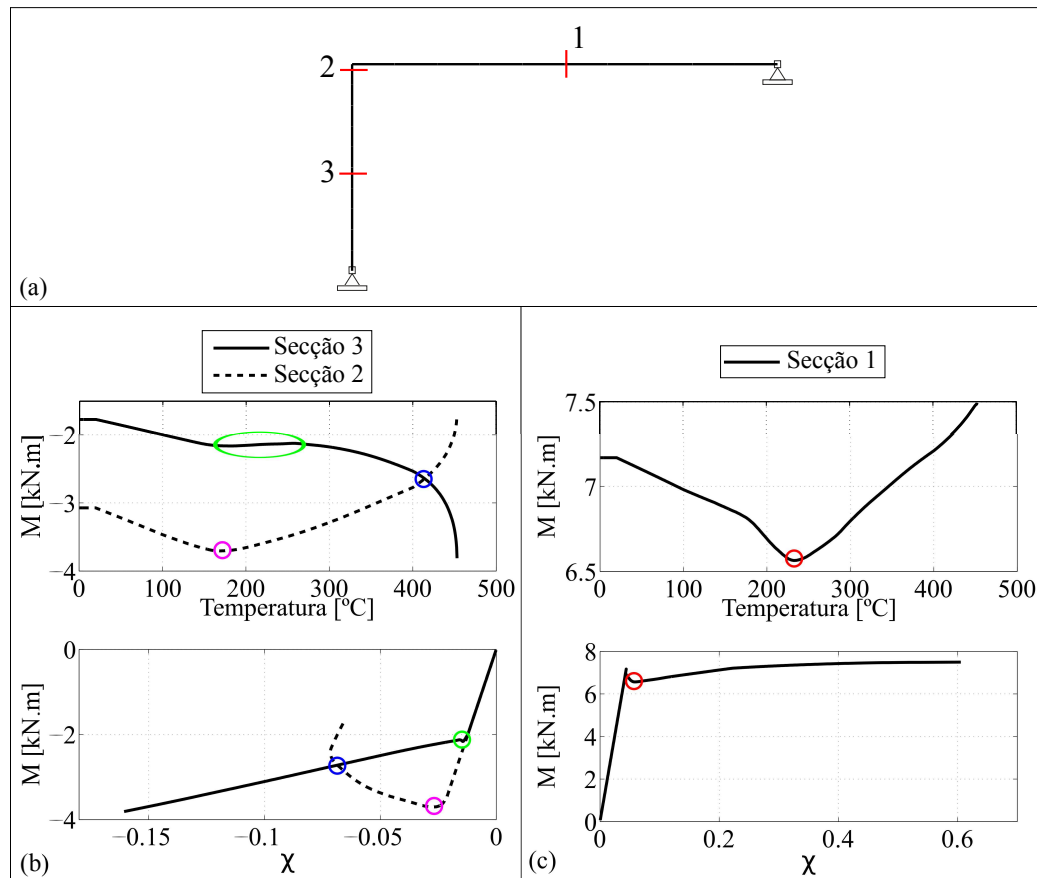 1
2
3
(a)
Secção 3
Secção 2
−2
−3
−4
M [kN.m]
0 100 200 300 400 500
Temperatura [ºC]
0
−2
−4
M [kN.m]
−0.15 −0.1 −0.05 0
χ
(b)
Secção 1
7.5
7
6.5
M [kN.m]
0 100 200 300 400 500
Temperatura [ºC]
8
6
4
2
0
M [kN.m]
0 0.2 0.4 0.6
χ
(c)